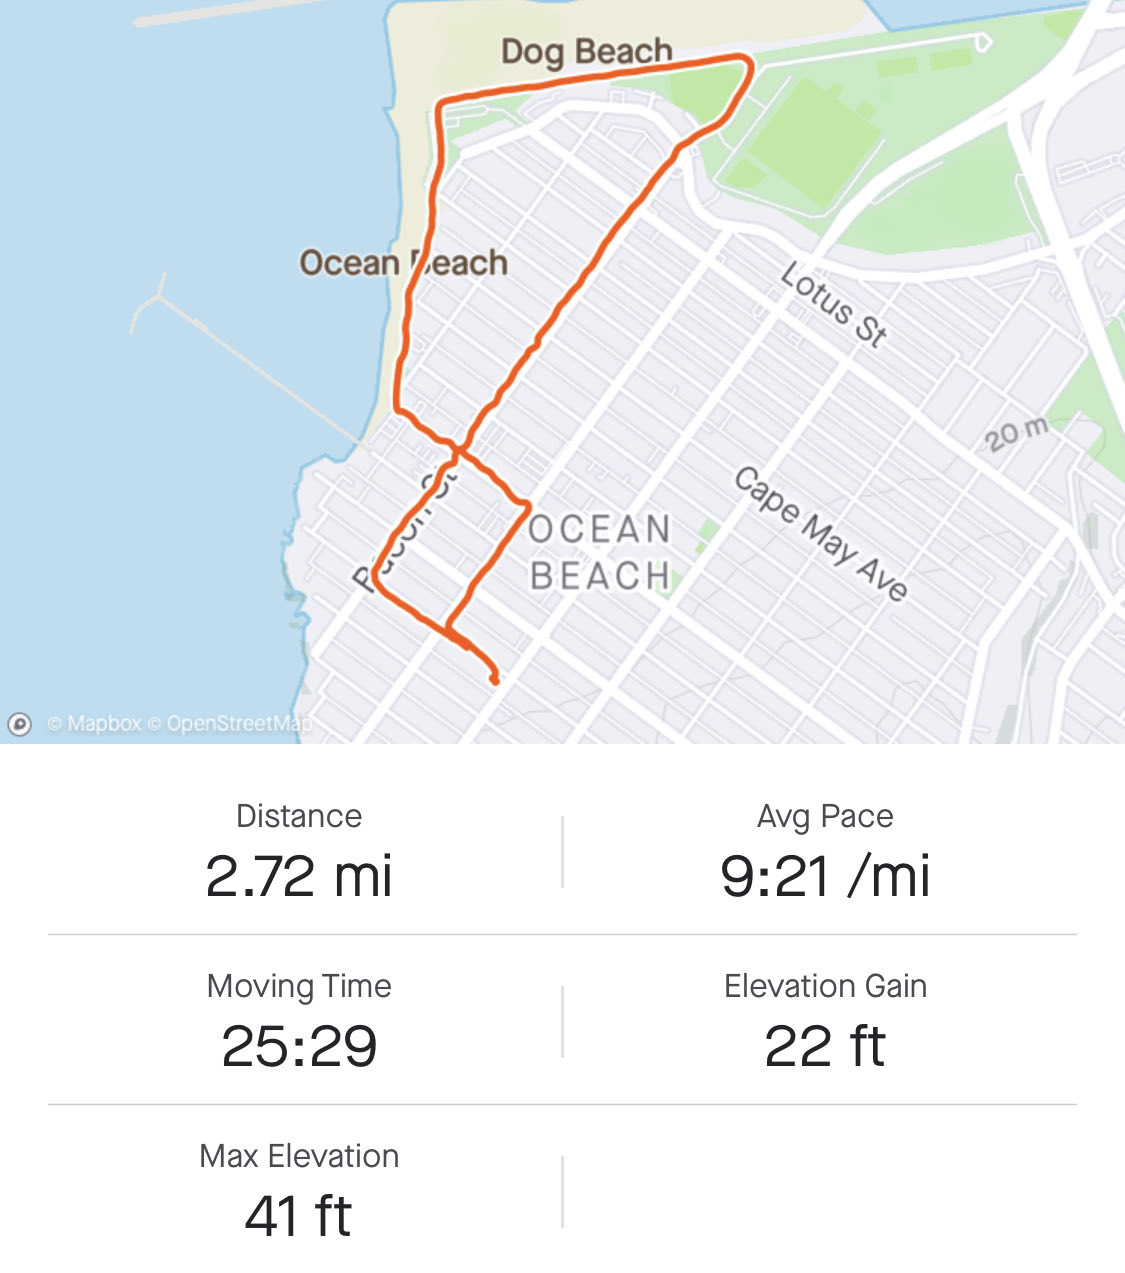 Dog Beach
Ocean Beach
Lotus St
20 m
Cape May Ave
OCEAN
BEACH
St
© Mapbox © OpenStreetMap
Distance
Avg Pace
2.72 mi
9:21 /mi
Moving Time
Elevation Gain
25:29
22 ft
Max Elevation
41 ft